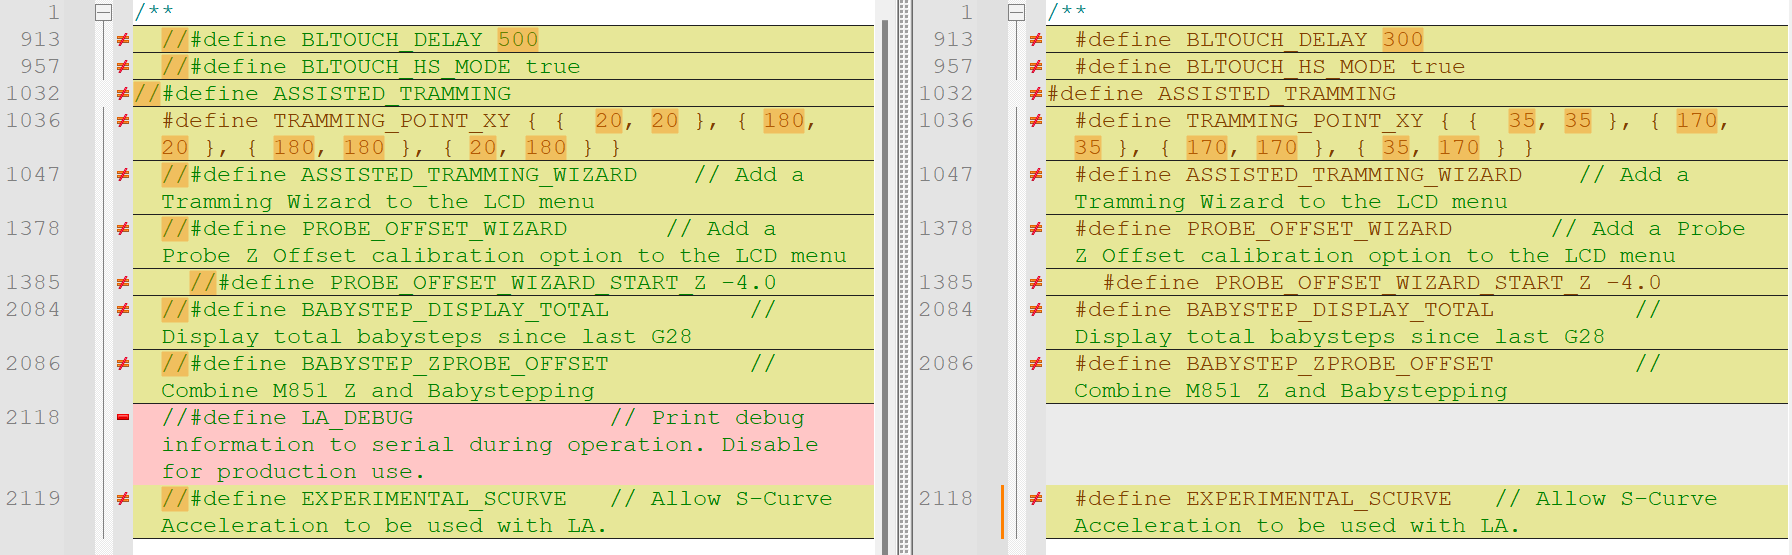 1 /**
913 //#define BLTOUCH_DELAY 500
957 //#define BLTOUCH_HS_MODE true
1032 //#define ASSISTED_TRAMMING
1036 #define TRAMMING_POINT_XY { {  20, 20 }, { 180,
20 }, { 180, 180 }, { 20, 180 } }
1047 //#define ASSISTED_TRAMMING_WIZARD    // Add a
Tramming Wizard to the LCD menu
1378 //#define PROBE_OFFSET_WIZARD       // Add a
Probe Z Offset calibration option to the LCD menu
1385 //#define PROBE_OFFSET_WIZARD_START_Z -4.0
2084 //#define BABYSTEP_DISPLAY_TOTAL          //
Display total babysteps since last G28
2086 //#define BABYSTEP_ZPROBE_OFFSET          //
Combine M851 Z and Babystepping
2118 //#define LA_DEBUG              // Print debug
information to serial during operation. Disable
for production use.
2119 //#define EXPERIMENTAL_SCURVE   // Allow S-Curve
Acceleration to be used with LA.
1 /**
913 #define BLTOUCH_DELAY 300
957 #define BLTOUCH_HS_MODE true
1032 #define ASSISTED_TRAMMING
1036 #define TRAMMING_POINT_XY { {  35, 35 }, { 170,
35 }, { 170, 170 }, { 35, 170 } }
1047 #define ASSISTED_TRAMMING_WIZARD    // Add a
Tramming Wizard to the LCD menu
1378 #define PROBE_OFFSET_WIZARD       // Add a Probe
Z Offset calibration option to the LCD menu
1385 #define PROBE_OFFSET_WIZARD_START_Z -4.0
2084 #define BABYSTEP_DISPLAY_TOTAL          //
Display total babysteps since last G28
2086 #define BABYSTEP_ZPROBE_OFFSET          //
Combine M851 Z and Babystepping
2118 #define EXPERIMENTAL_SCURVE   // Allow S-Curve
Acceleration to be used with LA.